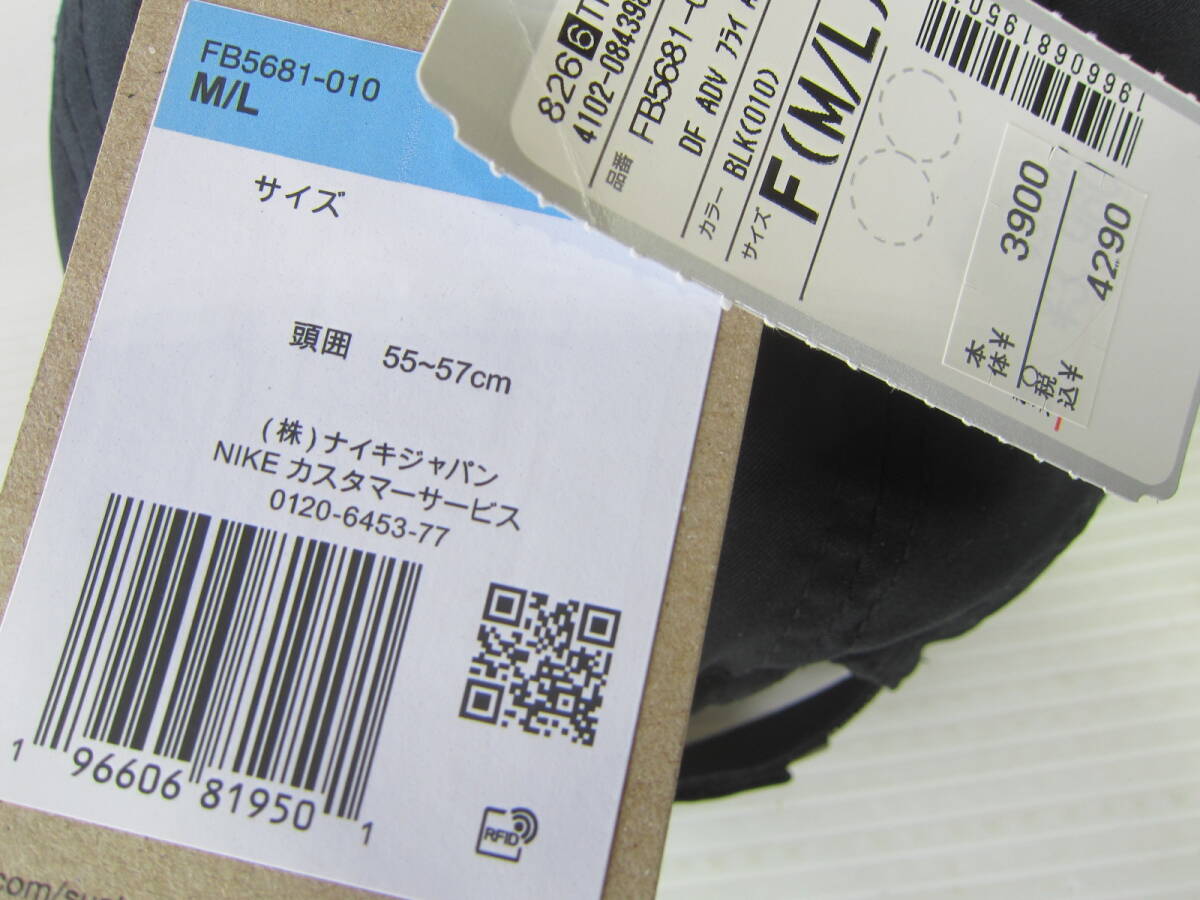 FB5681-010
M/L
サイズ
頭囲 55~57cm
(株)ナイキジャパン
NIKE カスタマーサービス
0120-6453-77
1 96606 81950 1
RFID
826 6
4102-084398
品番 FB5681-
DF ADV フライ
カラー BLK(010)
サイズ F(M/L)
19660681950
本体¥ 3900
税込¥ 4290